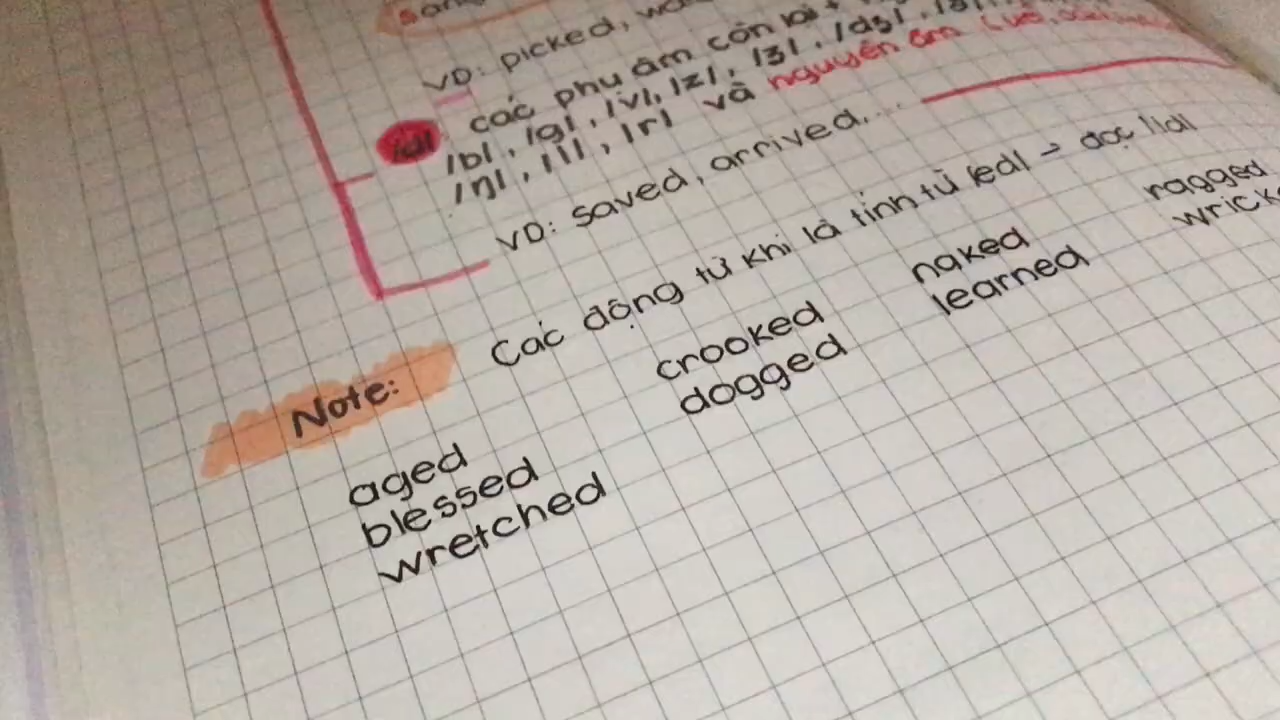 VD: picked,
các phụ âm còn lại +
/b/, /g/, /v/, /z/, /ʒ/, /dʒ/,
/ŋ/, /l/, /r/ và nguyên âm
VD: saved, arrived...
Note: Các động từ khi là tính từ /ed/ → đọc /id/
aged crooked naked ragged
blessed dogged learned
wretched